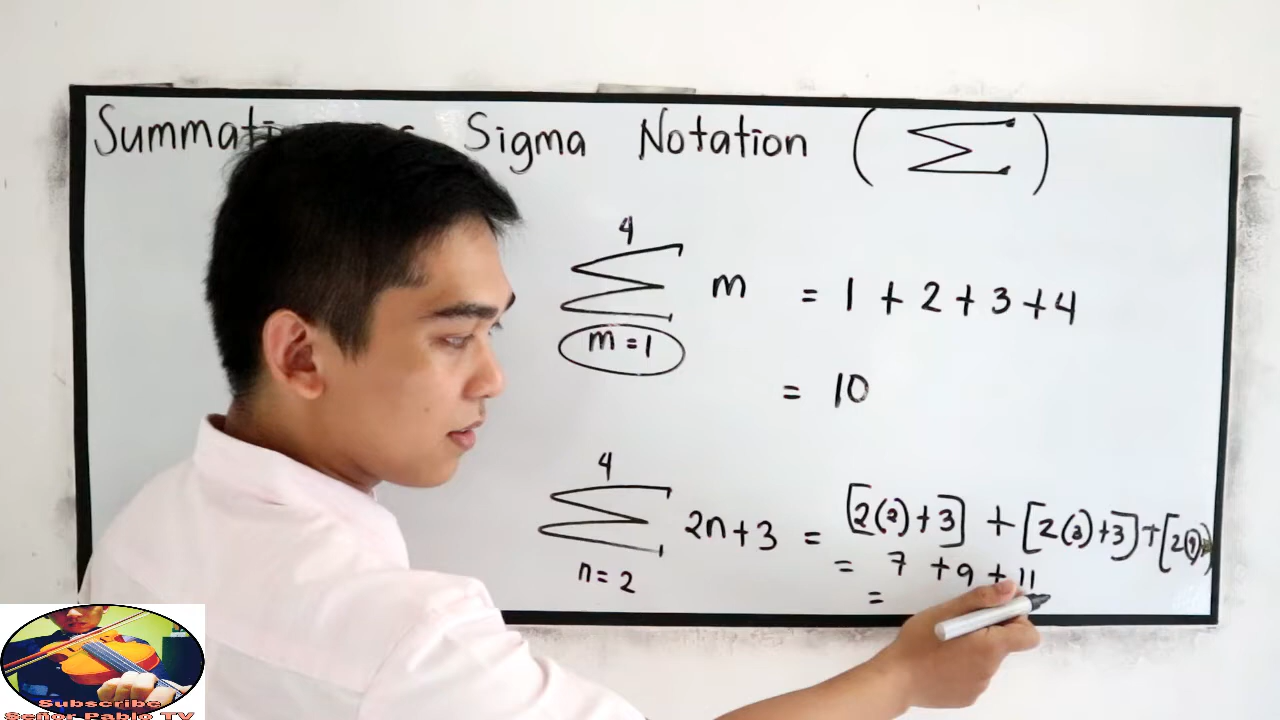 Summati Sigma Notation (Σ)
4
Σ m = 1 + 2 + 3 + 4
m = 1
= 10
4
Σ 2n+3 = [2(2)+3] + [2(3)+3] + [2(4)
n = 2
= 7 + 9 + 11
=
Subscribe
Señor Pablo TV